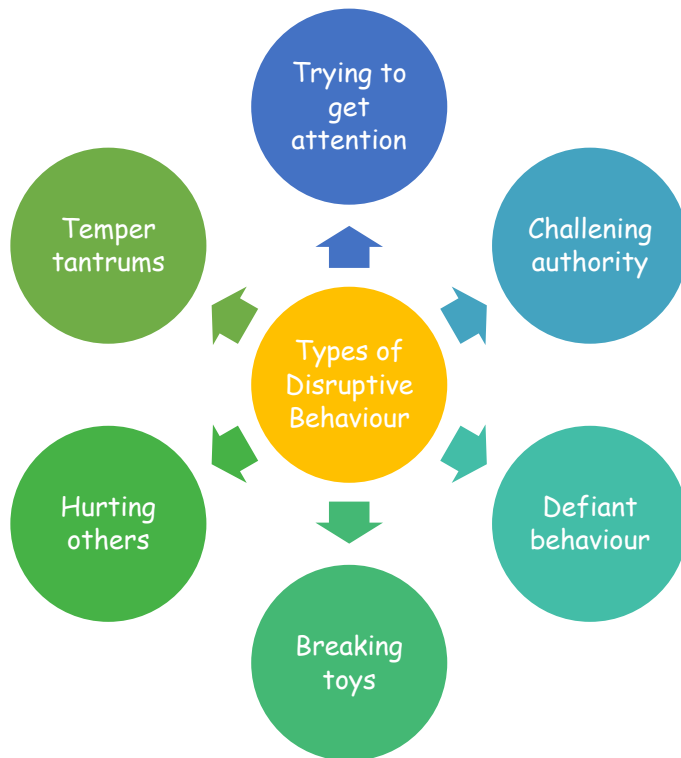 Trying to
get
attention
Challening
authority
Defiant
behaviour
Breaking
toys
Hurting
others
Temper
tantrums
Types of
Disruptive
Behaviour